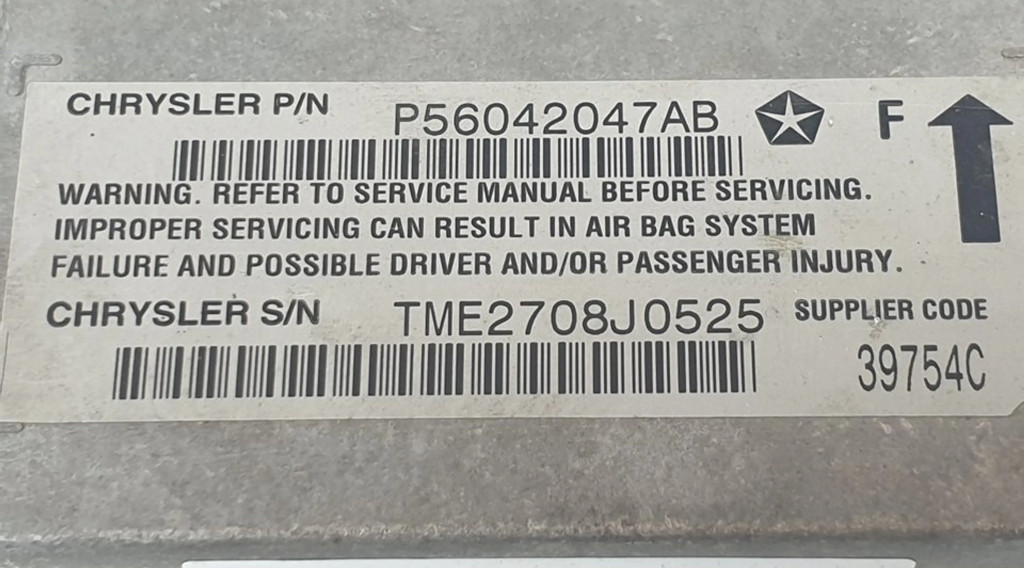 CHRYSLER P/N P56042047AB F
WARNING. REFER TO SERVICE MANUAL BEFORE SERVICING.
IMPROPER SERVICING CAN RESULT IN AIR BAG SYSTEM
FAILURE AND POSSIBLE DRIVER AND/OR PASSENGER INJURY.
CHRYSLER S/N TME2708J0525 SUPPLIER CODE
39754C